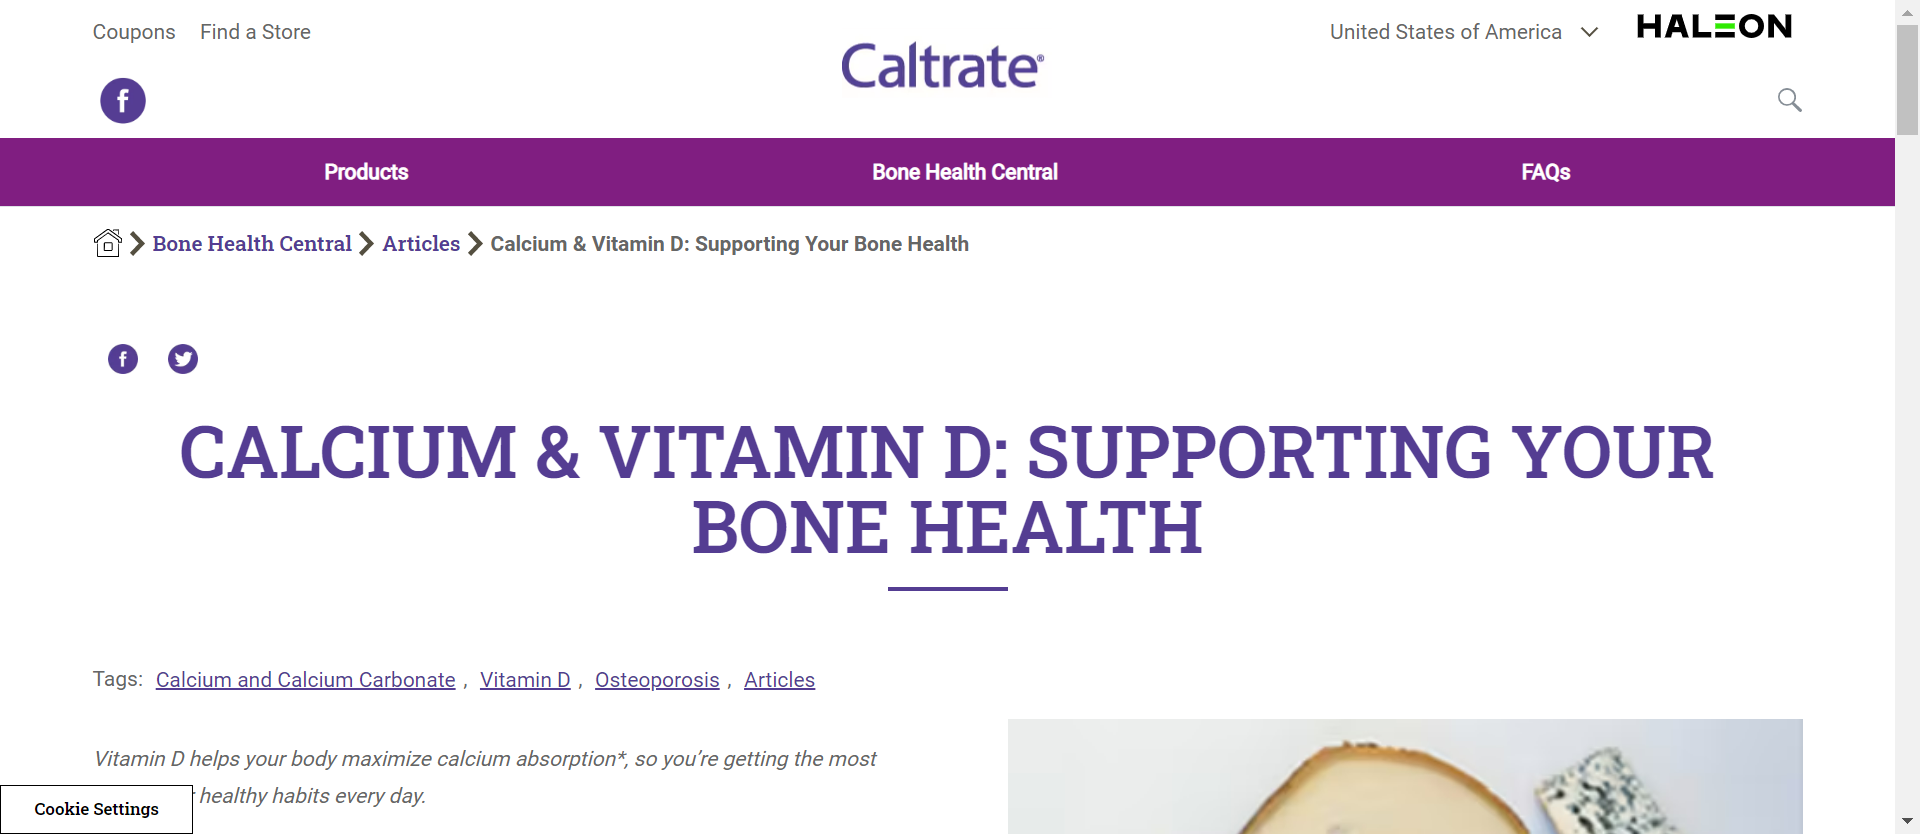 Coupons Find a Store
United States of America
HALEON
Caltrate®
f
Products Bone Health Central FAQs
Bone Health Central Articles Calcium & Vitamin D: Supporting Your Bone Health
f
CALCIUM & VITAMIN D: SUPPORTING YOUR
BONE HEALTH
Tags: Calcium and Calcium Carbonate , Vitamin D , Osteoporosis , Articles
Vitamin D helps your body maximize calcium absorption*, so you’re getting the most
healthy habits every day.
Cookie Settings